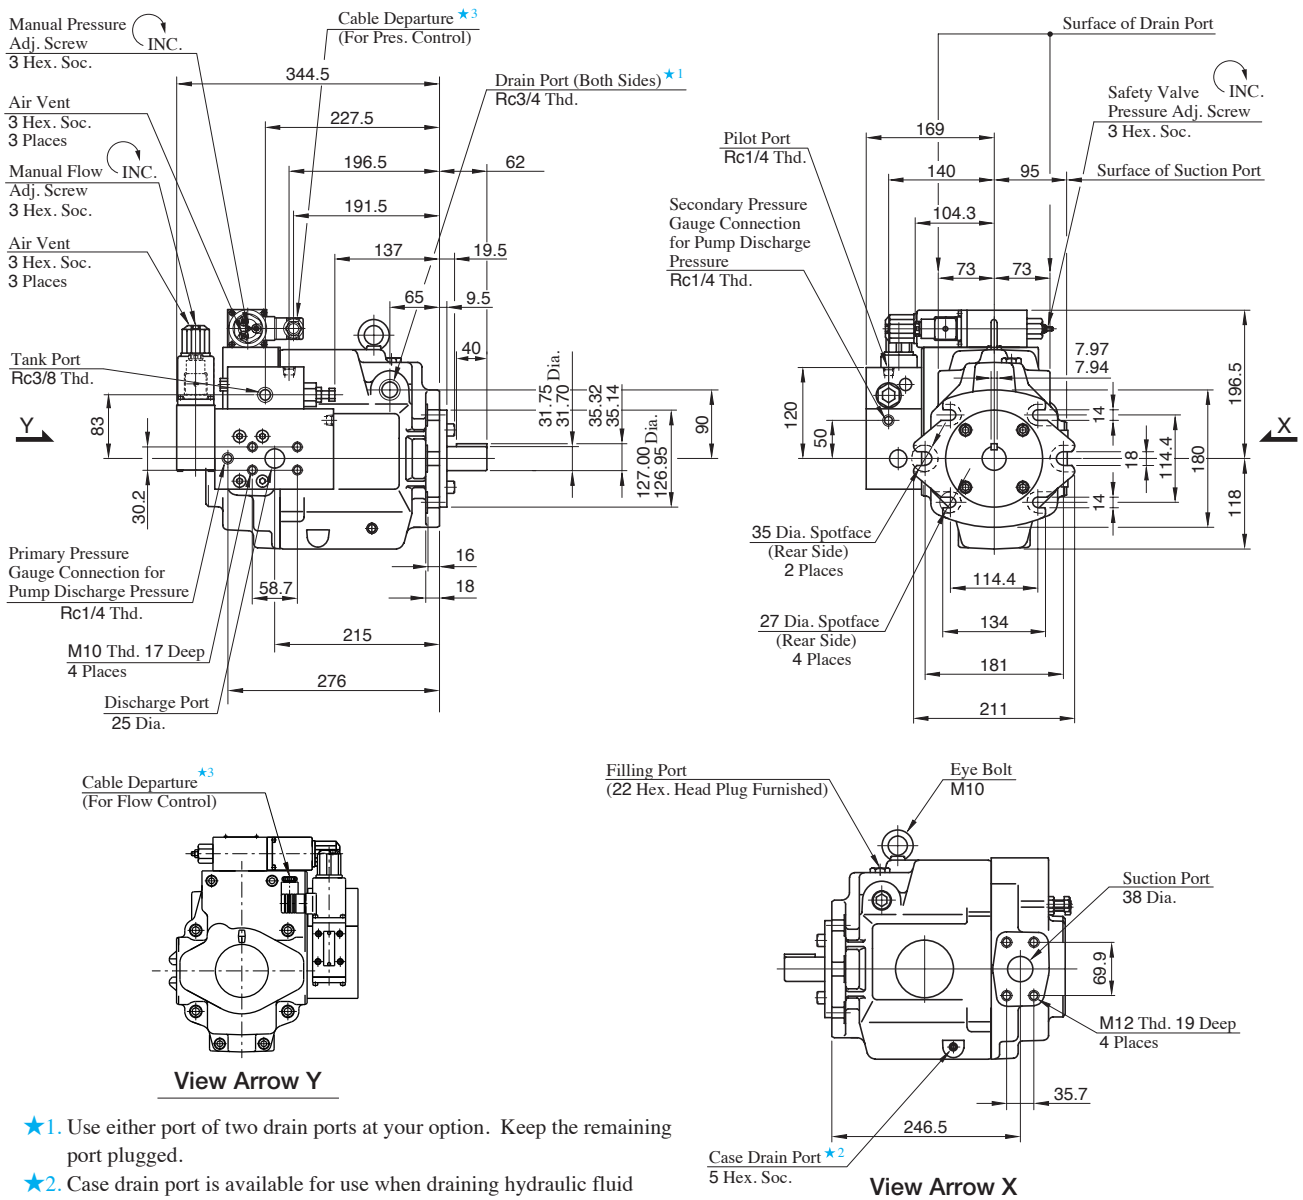 Manual Pressure
Adj. Screw
3 Hex. Soc.
INC.
Air Vent
3 Hex. Soc.
3 Places
Manual Flow
Adj. Screw
3 Hex. Soc.
INC.
Air Vent
3 Hex. Soc.
3 Places
Tank Port
Rc3/8 Thd.
Cable Departure ★3
(For Pres. Control)
Drain Port (Both Sides) ★1
Rc3/4 Thd.
344.5
227.5
196.5
62
191.5
137
19.5
65
9.5
40
31.75 Dia.
31.70
35.32
35.14
127.00 Dia.
126.95
90
Y
83
30.2
16
18
58.7
215
276
Primary Pressure
Gauge Connection for
Pump Discharge Pressure
Rc1/4 Thd.
M10 Thd. 17 Deep
4 Places
Discharge Port
25 Dia.
Surface of Drain Port
Safety Valve
Pressure Adj. Screw
3 Hex. Soc.
INC.
Pilot Port
Rc1/4 Thd.
Surface of Suction Port
Secondary Pressure
Gauge Connection
for Pump Discharge
Pressure
Rc1/4 Thd.
169
140
95
104.3
73
73
7.97
7.94
196.5
120
50
14
18
114.4
180
14
118
X
35 Dia. Spotface
(Rear Side)
2 Places
27 Dia. Spotface
(Rear Side)
4 Places
114.4
134
181
211
Cable Departure ★3
(For Flow Control)
View Arrow Y
Filling Port
(22 Hex. Head Plug Furnished)
Eye Bolt
M10
Suction Port
38 Dia.
69.9
M12 Thd. 19 Deep
4 Places
35.7
246.5
Case Drain Port ★2
5 Hex. Soc.
View Arrow X
★1. Use either port of two drain ports at your option. Keep the remaining
port plugged.
★2. Case drain port is available for use when draining hydraulic fluid